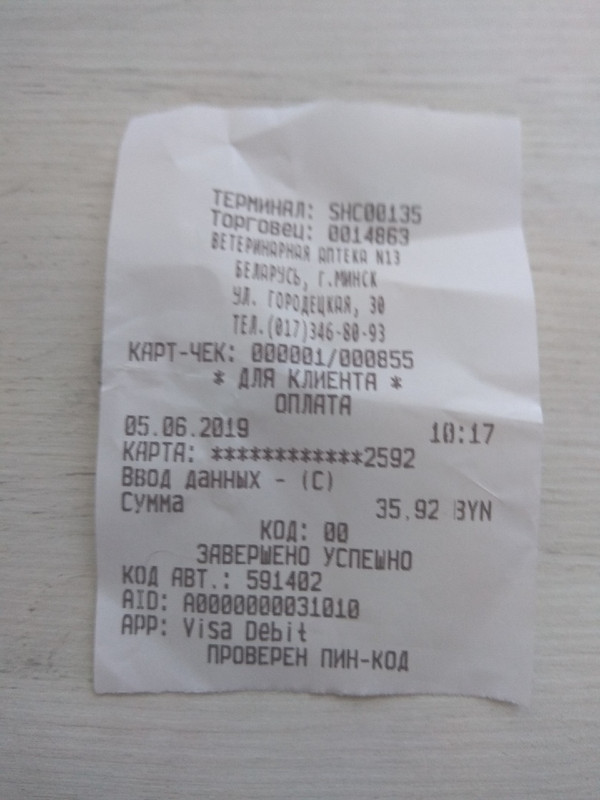 ТЕРМИНАЛ: SHC00135
Торговец: 0014863
ВЕТЕРИНАРНАЯ АПТЕКА N13
БЕЛАРУСЬ, Г.МИНСК
УЛ. ГОРОДЕЦКАЯ, 30
ТЕЛ.(017)346-80-93
КАРТ-ЧЕК: 000001/000855
* ДЛЯ КЛИЕНТА *
ОПЛАТА
05.06.2019 10:17
КАРТА: ************2592
Ввод данных - (C)
Сумма 35.92 BYN
КОД: 00
ЗАВЕРШЕНО УСПЕШНО
КОД АВТ.: 591402
AID: A0000000031010
APP: Visa Debit
ПРОВЕРЕН ПИН-КОД